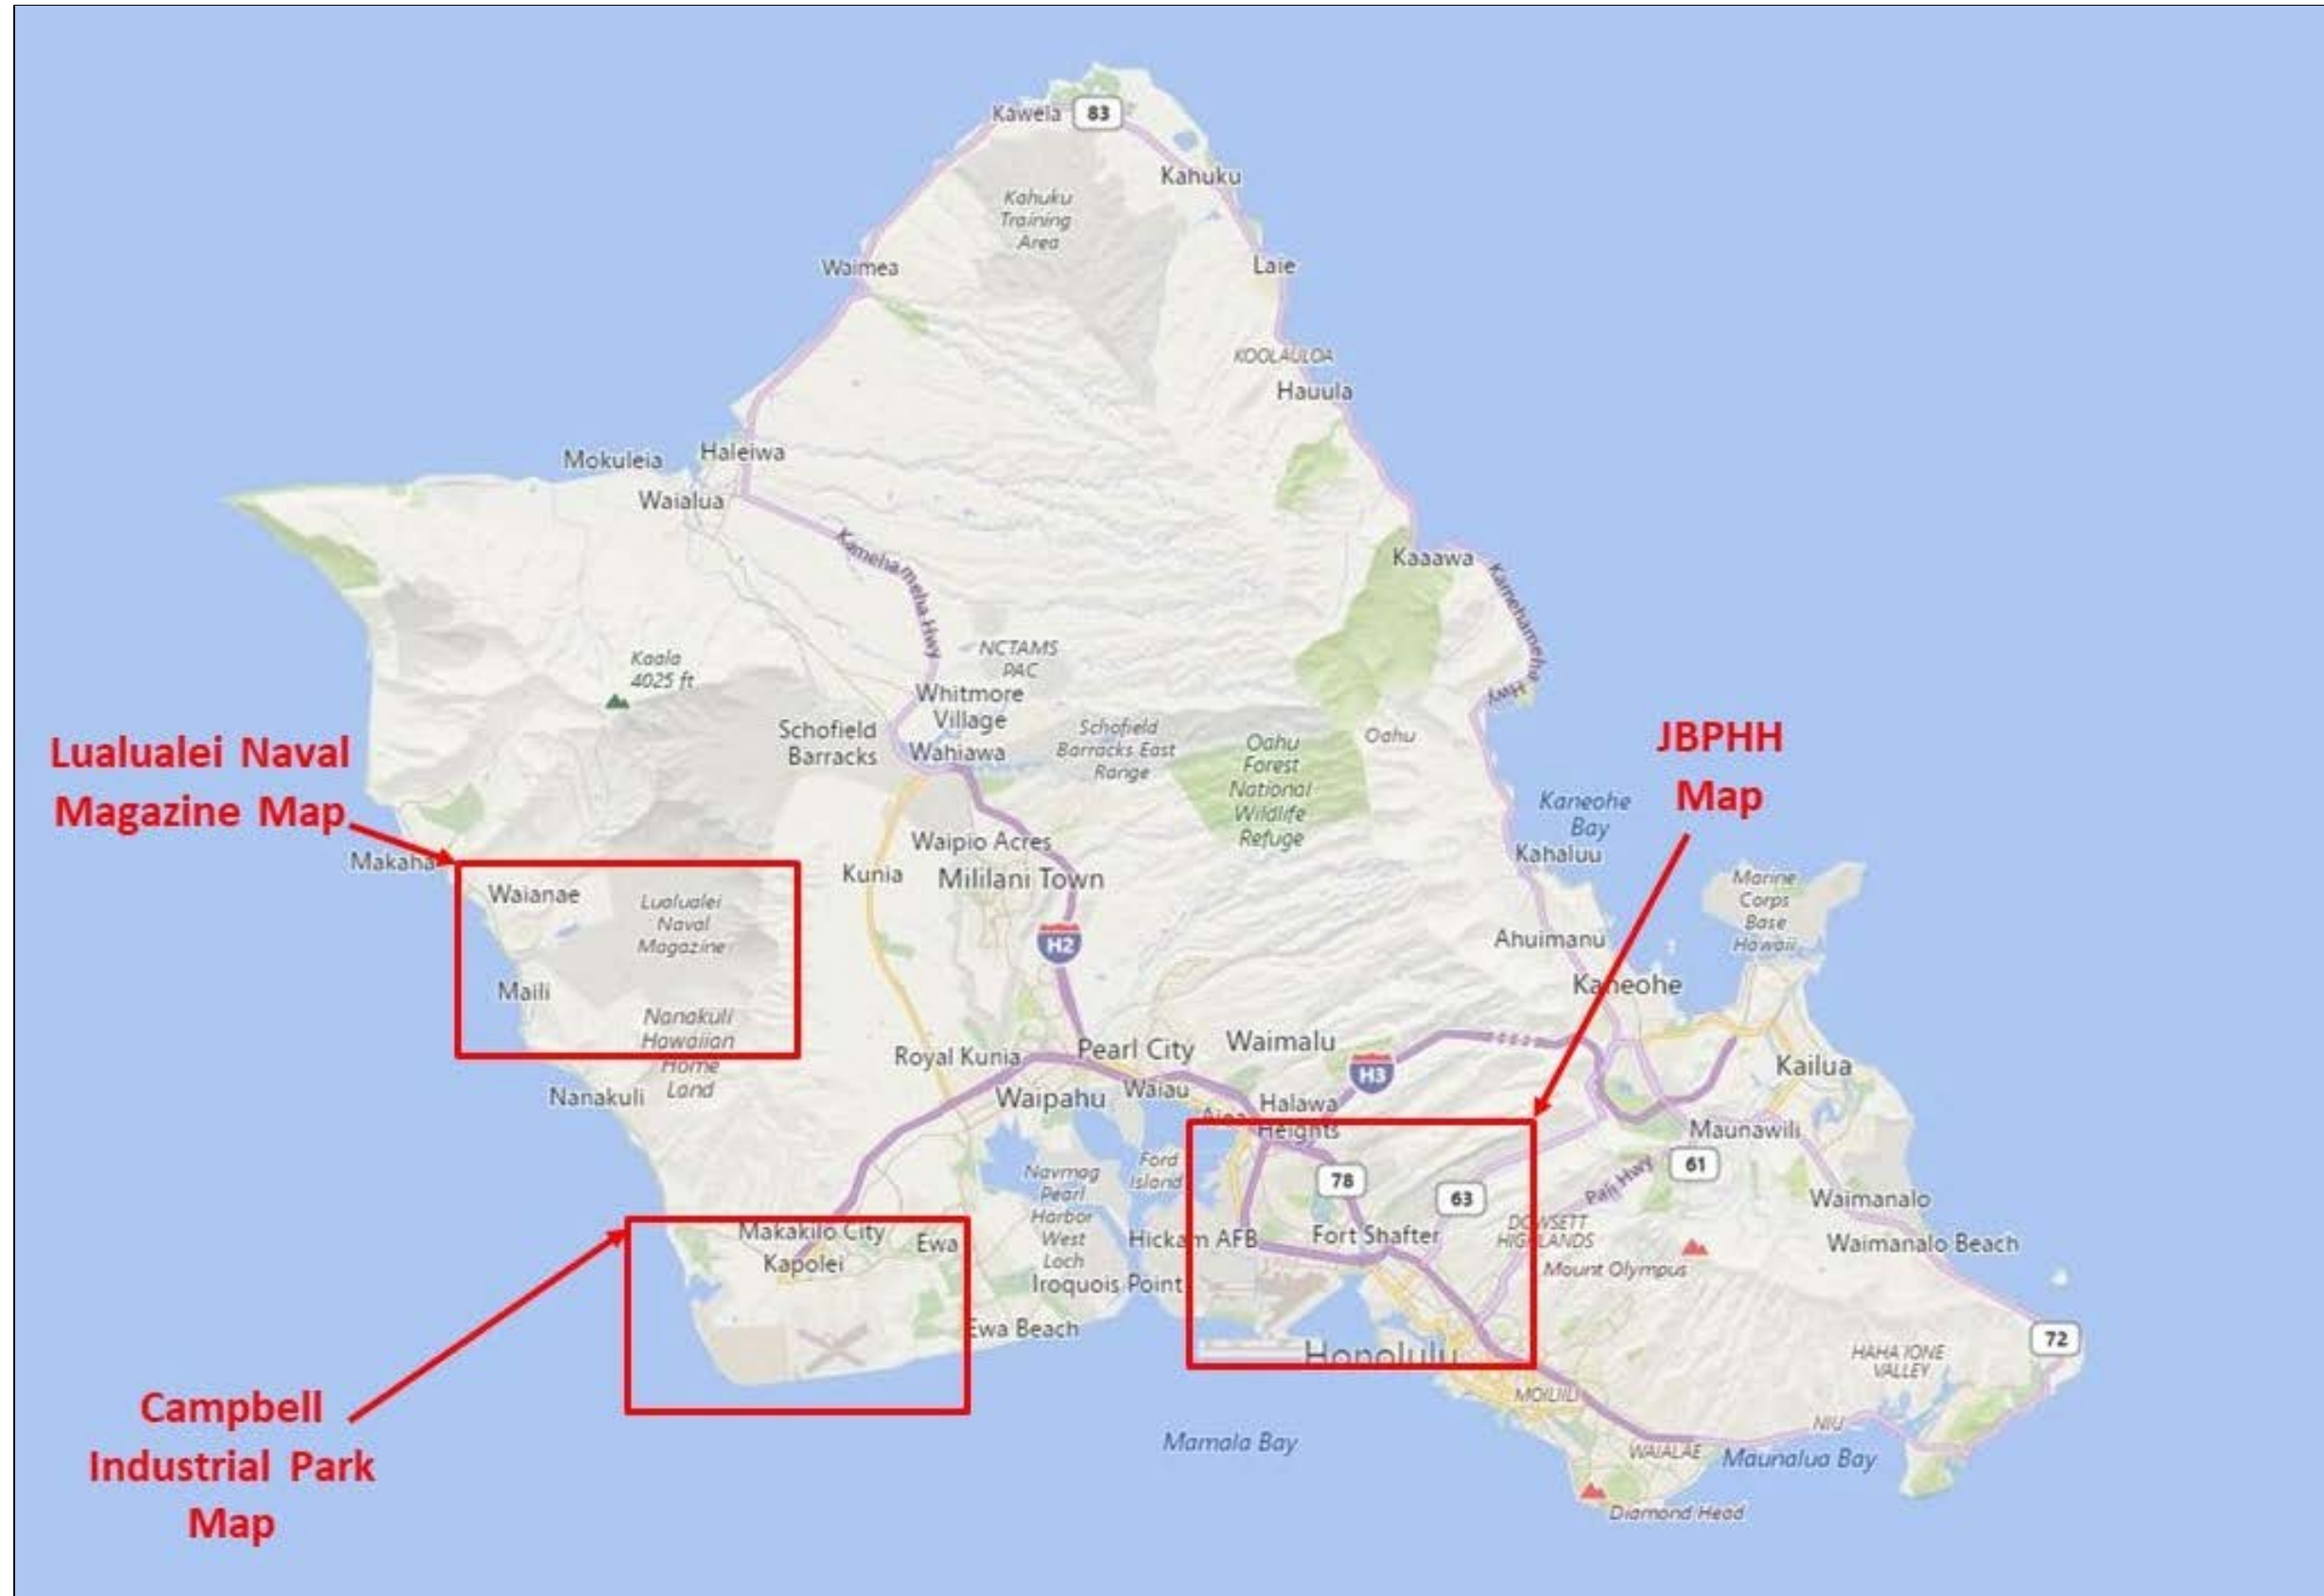 Kawela
83
Kahuku
Kahuku
Training
Area
Waimea
Laie
KOOLAULOA
Hauula
Mokuleia
Haleiwa
Waialua
Kamehameha Hwy
Kaaawa
Kamehameha Hwy
Kaala
4025 ft
NCTAMS
PAC
Whitmore
Village
Schofield
Barracks
Wahiawa
Schofield
Barracks East
Range
Oahu
Forest
National
Wildlife
Refuge
Oahu
JBPHH
Map
Lualualei Naval
Magazine Map
Kaneohe
Bay
Kahaluu
Makaha
Waianae
Lualualei
Naval
Magazine
Kunia
Waipio Acres
Mililani Town
H2
Marine
Corps
Base
Hawaii
Ahuimanu
Kaneohe
Maili
Nanakuli
Hawaiian
Home
Land
Nanakuli
Royal Kunia
Pearl City
Waimalu
H3
Kailua
Waipahu
Waiau
Aiea
Halawa
Heights
Maunawili
61
Pali Hwy
Navmag
Pearl
Harbor
West
Loch
Ford
Island
78
63
Waimanalo
Makakilo City
Kapolei
Ewa
Hickam AFB
Fort Shafter
DOWSETT
HIGHLANDS
Mount Olympus
Waimanalo Beach
Iroquois Point
Ewa Beach
Honolulu
72
HAHA IONE
VALLEY
MOILIILI
NIU
WAIALAE
Maunalua Bay
Mamala Bay
Diamond Head
Campbell
Industrial Park
Map